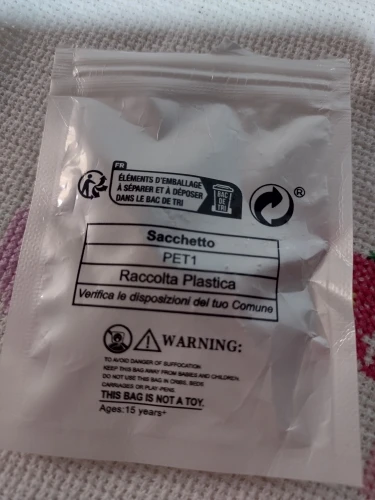 FR
ÉLÉMENTS D'EMBALLAGE
À SÉPARER ET À DÉPOSER
DANS LE BAC DE TRI
BAC
DE
TRI
®
Sacchetto
PET1
Raccolta Plastica
Verifica le disposizioni del tuo Comune
WARNING:
TO AVOID DANGER OF SUFFOCATION
KEEP THIS BAG AWAY FROM BABIES AND CHILDREN.
DO NOT USE THIS BAG IN CRIBS, BEDS
CARRIAGES OR PLAY-PENS.
THIS BAG IS NOT A TOY.
Ages:15 years+